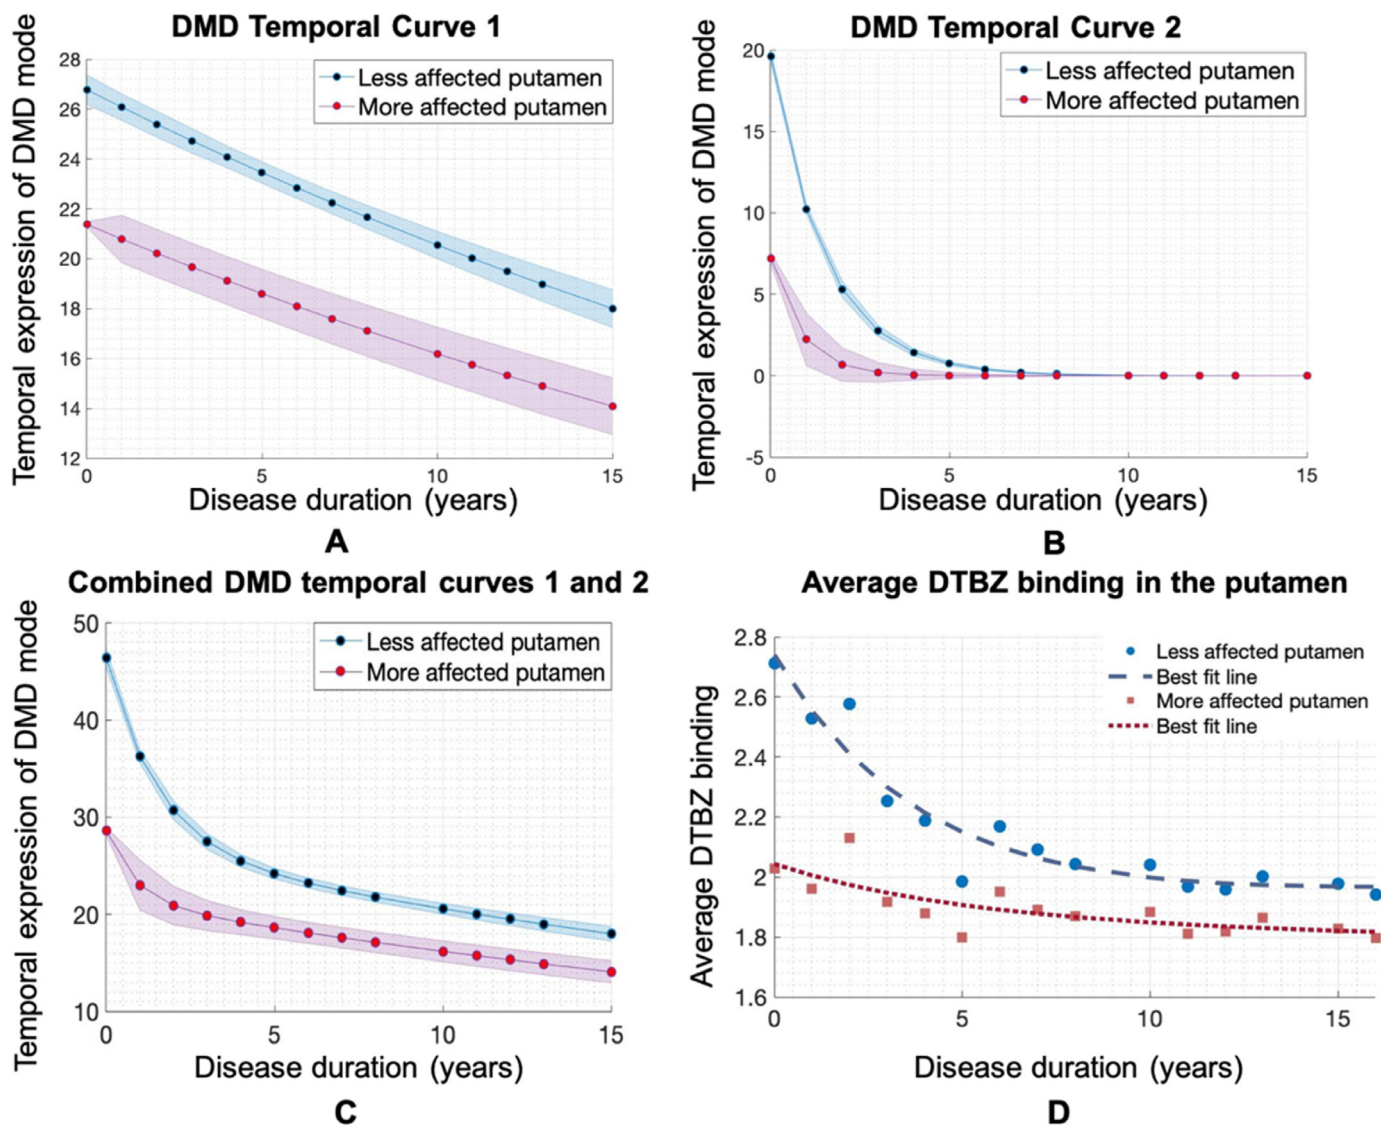 DMD Temporal Curve 1
Temporal expression of DMD mode
28
26
24
22
20
18
16
14
12
Less affected putamen
More affected putamen
0
5
10
15
Disease duration (years)
A
DMD Temporal Curve 2
Temporal expression of DMD mode
20
15
10
5
0
-5
Less affected putamen
More affected putamen
0
5
10
15
Disease duration (years)
B
Combined DMD temporal curves 1 and 2
Temporal expression of DMD mode
50
40
30
20
10
Less affected putamen
More affected putamen
0
5
10
15
Disease duration (years)
C
Average DTBZ binding in the putamen
Average DTBZ binding
2.8
2.6
2.4
2.2
2
1.8
1.6
Less affected putamen
Best fit line
More affected putamen
Best fit line
0
5
10
15
Disease duration (years)
D